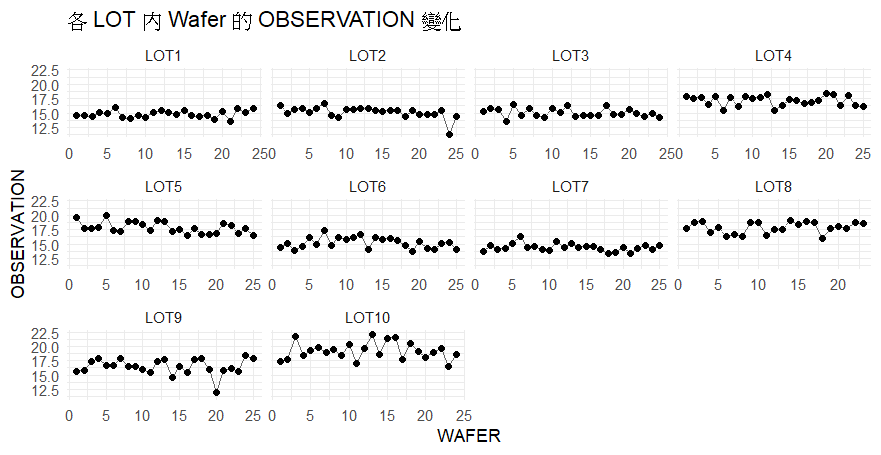 各 LOT 內 Wafer 的 OBSERVATION 變化
LOT1 LOT2 LOT3 LOT4
22.5
20.0
17.5
15.0
12.5
0 5 10 15 20 25 0 5 10 15 20 25 0 5 10 15 20 25 0 5 10 15 20 25
LOT5 LOT6 LOT7 LOT8
22.5
20.0
17.5
15.0
12.5
0 5 10 15 20 25 0 5 10 15 20 25 0 5 10 15 20 25 0 5 10 15 20
LOT9 LOT10
22.5
20.0
17.5
15.0
12.5
0 5 10 15 20 25 0 5 10 15 20 25
OBSERVATION
WAFER